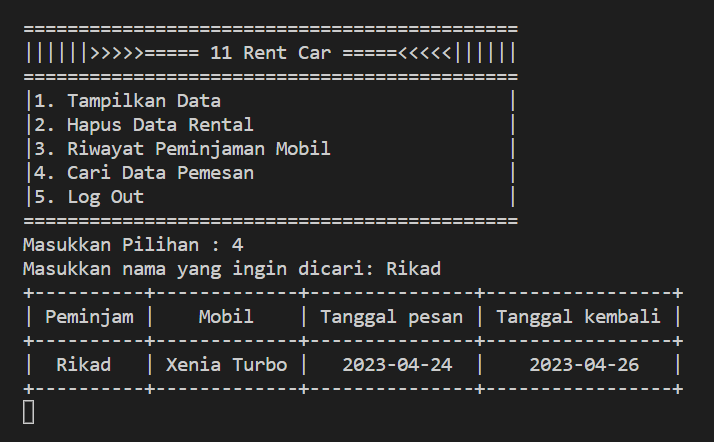 =============================================
||||||>>>>>===== 11 Rent Car =====<<<<<||||||
=============================================
|1. Tampilkan Data                          |
|2. Hapus Data Rental                       |
|3. Riwayat Peminjaman Mobil                |
|4. Cari Data Pemesan                       |
|5. Log Out                                 |
=============================================
Masukkan Pilihan : 4
Masukkan nama yang ingin dicari: Rikad
+----------+-------------+---------------+-----------------+
| Peminjam |    Mobil    | Tanggal pesan | Tanggal kembali |
+----------+-------------+---------------+-----------------+
|  Rikad   | Xenia Turbo |   2023-04-24  |    2023-04-26   |
+----------+-------------+---------------+-----------------+